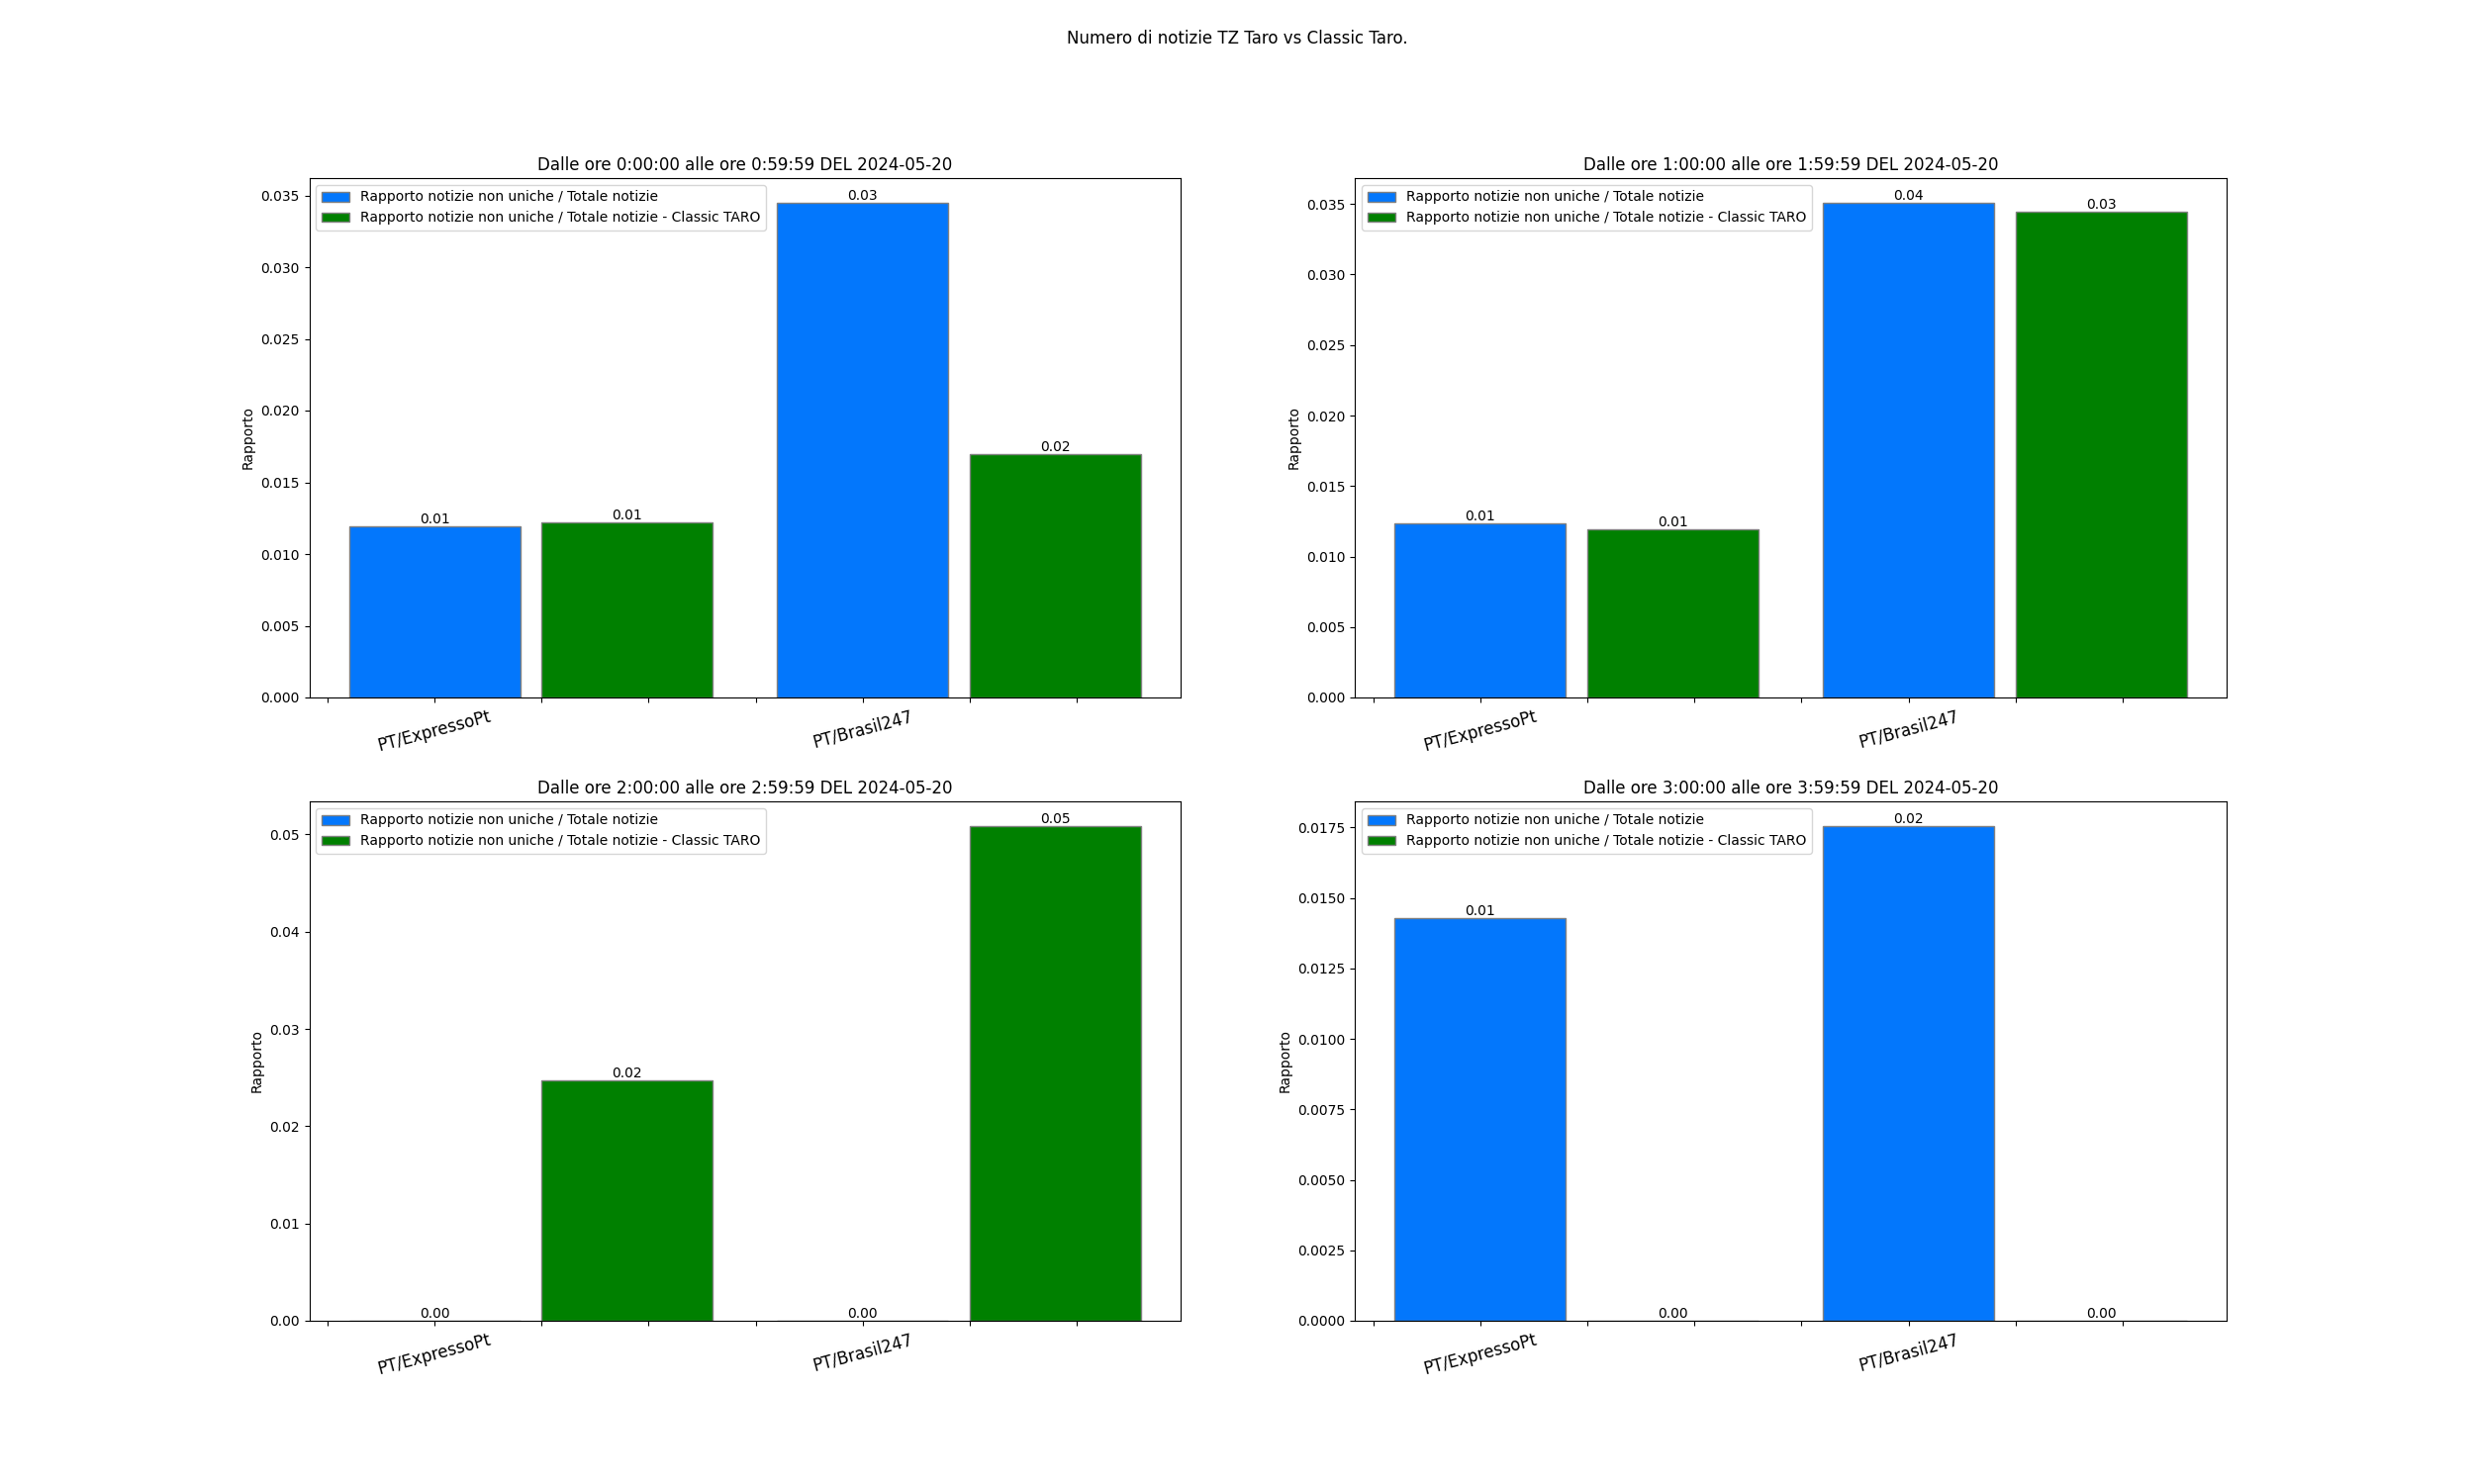 Numero di notizie TZ Taro vs Classic Taro.
Dalle ore 0:00:00 alle ore 0:59:59 DEL 2024-05-20
Rapporto notizie non uniche / Totale notizie
Rapporto notizie non uniche / Totale notizie - Classic TARO
0.035
0.030
0.025
0.020
0.015
0.010
0.005
0.000
Rapporto
0.01
0.01
0.03
0.02
PT/ExpressoPt
PT/Brasil247
Dalle ore 1:00:00 alle ore 1:59:59 DEL 2024-05-20
Rapporto notizie non uniche / Totale notizie
Rapporto notizie non uniche / Totale notizie - Classic TARO
0.035
0.030
0.025
0.020
0.015
0.010
0.005
0.000
Rapporto
0.01
0.01
0.04
0.03
PT/ExpressoPt
PT/Brasil247
Dalle ore 2:00:00 alle ore 2:59:59 DEL 2024-05-20
Rapporto notizie non uniche / Totale notizie
Rapporto notizie non uniche / Totale notizie - Classic TARO
0.05
0.04
0.03
0.02
0.01
0.00
Rapporto
0.00
0.02
0.00
0.05
PT/ExpressoPt
PT/Brasil247
Dalle ore 3:00:00 alle ore 3:59:59 DEL 2024-05-20
Rapporto notizie non uniche / Totale notizie
Rapporto notizie non uniche / Totale notizie - Classic TARO
0.0175
0.0150
0.0125
0.0100
0.0075
0.0050
0.0025
0.0000
Rapporto
0.01
0.00
0.02
0.00
PT/ExpressoPt
PT/Brasil247